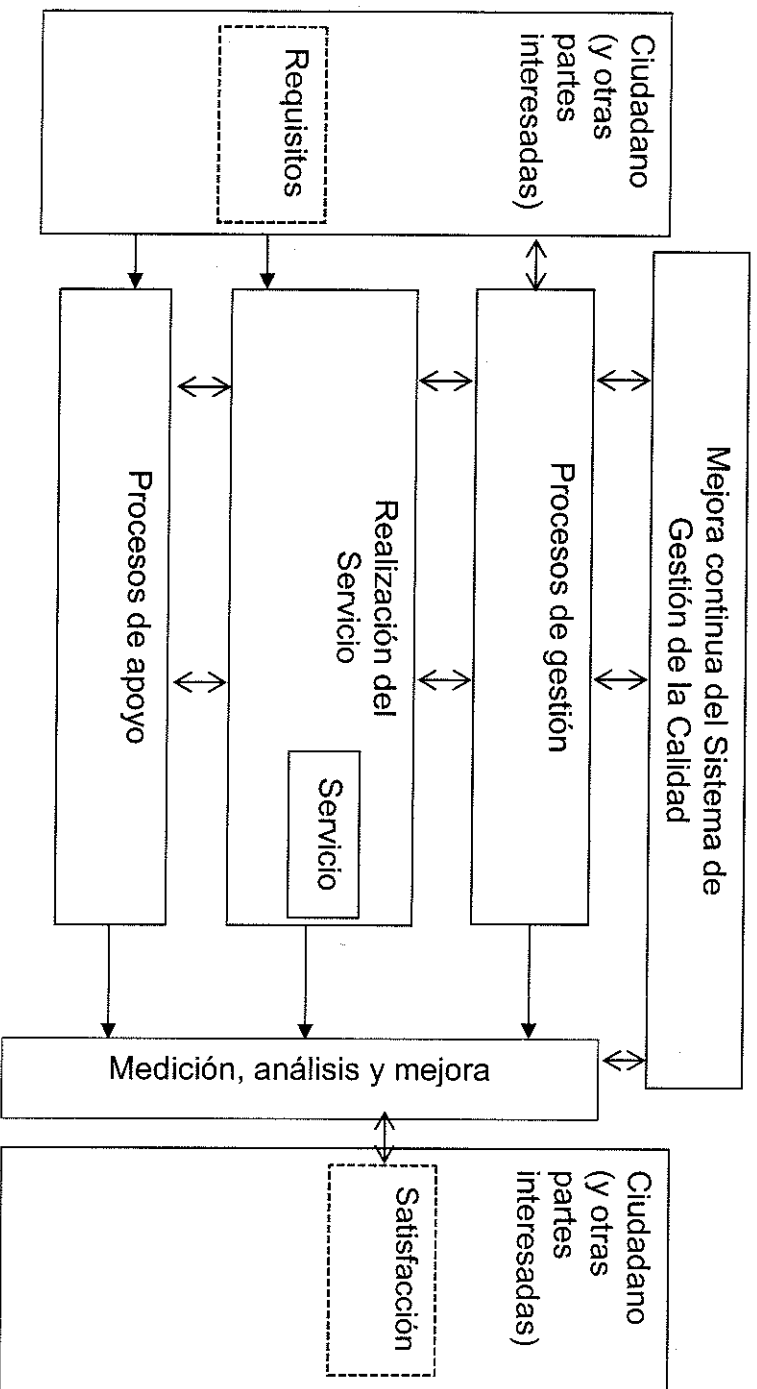 Mejora continua del Sistema de
Gestión de la Calidad
Ciudadano
(y otras
partes
interesadas)
Requisitos
Procesos de gestión
Realización del
Servicio
Servicio
Procesos de apoyo
Medición, análisis y mejora
Ciudadano
(y otras
partes
interesadas)
Satisfacción